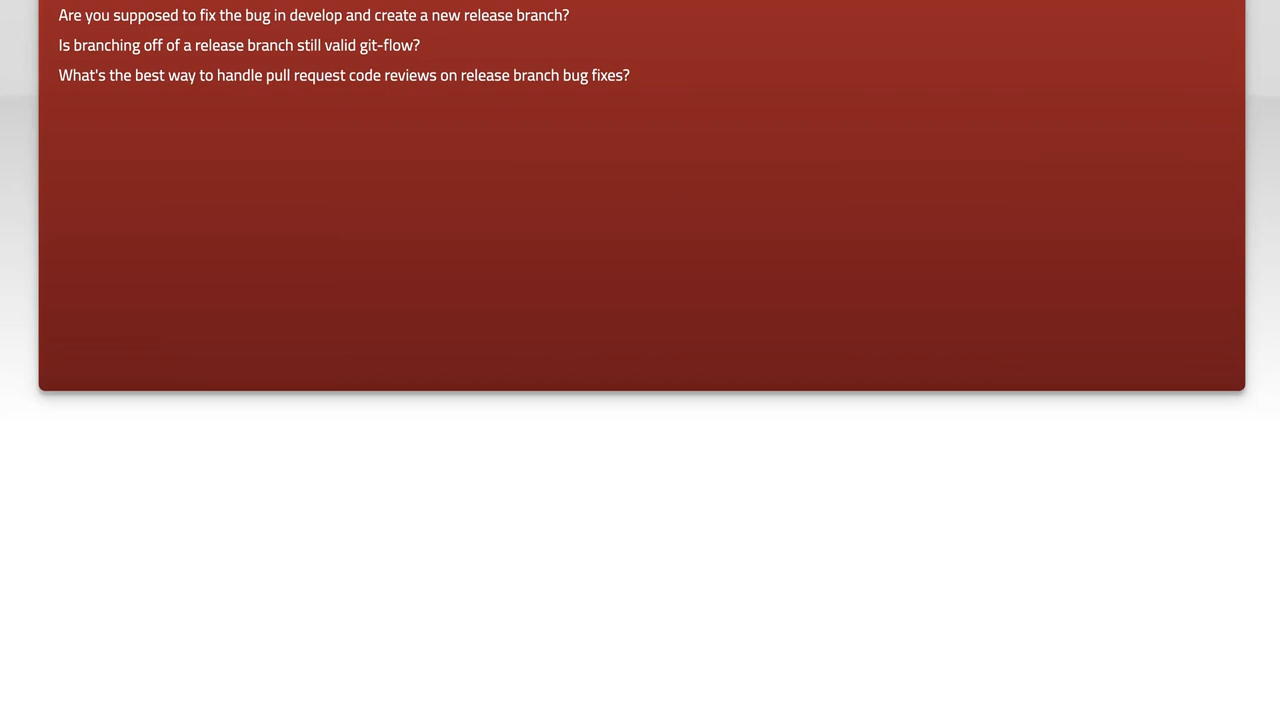 Are you supposed to fix the bug in develop and create a new release branch?
Is branching off of a release branch still valid git-flow?
What's the best way to handle pull request code reviews on release branch bug fixes?